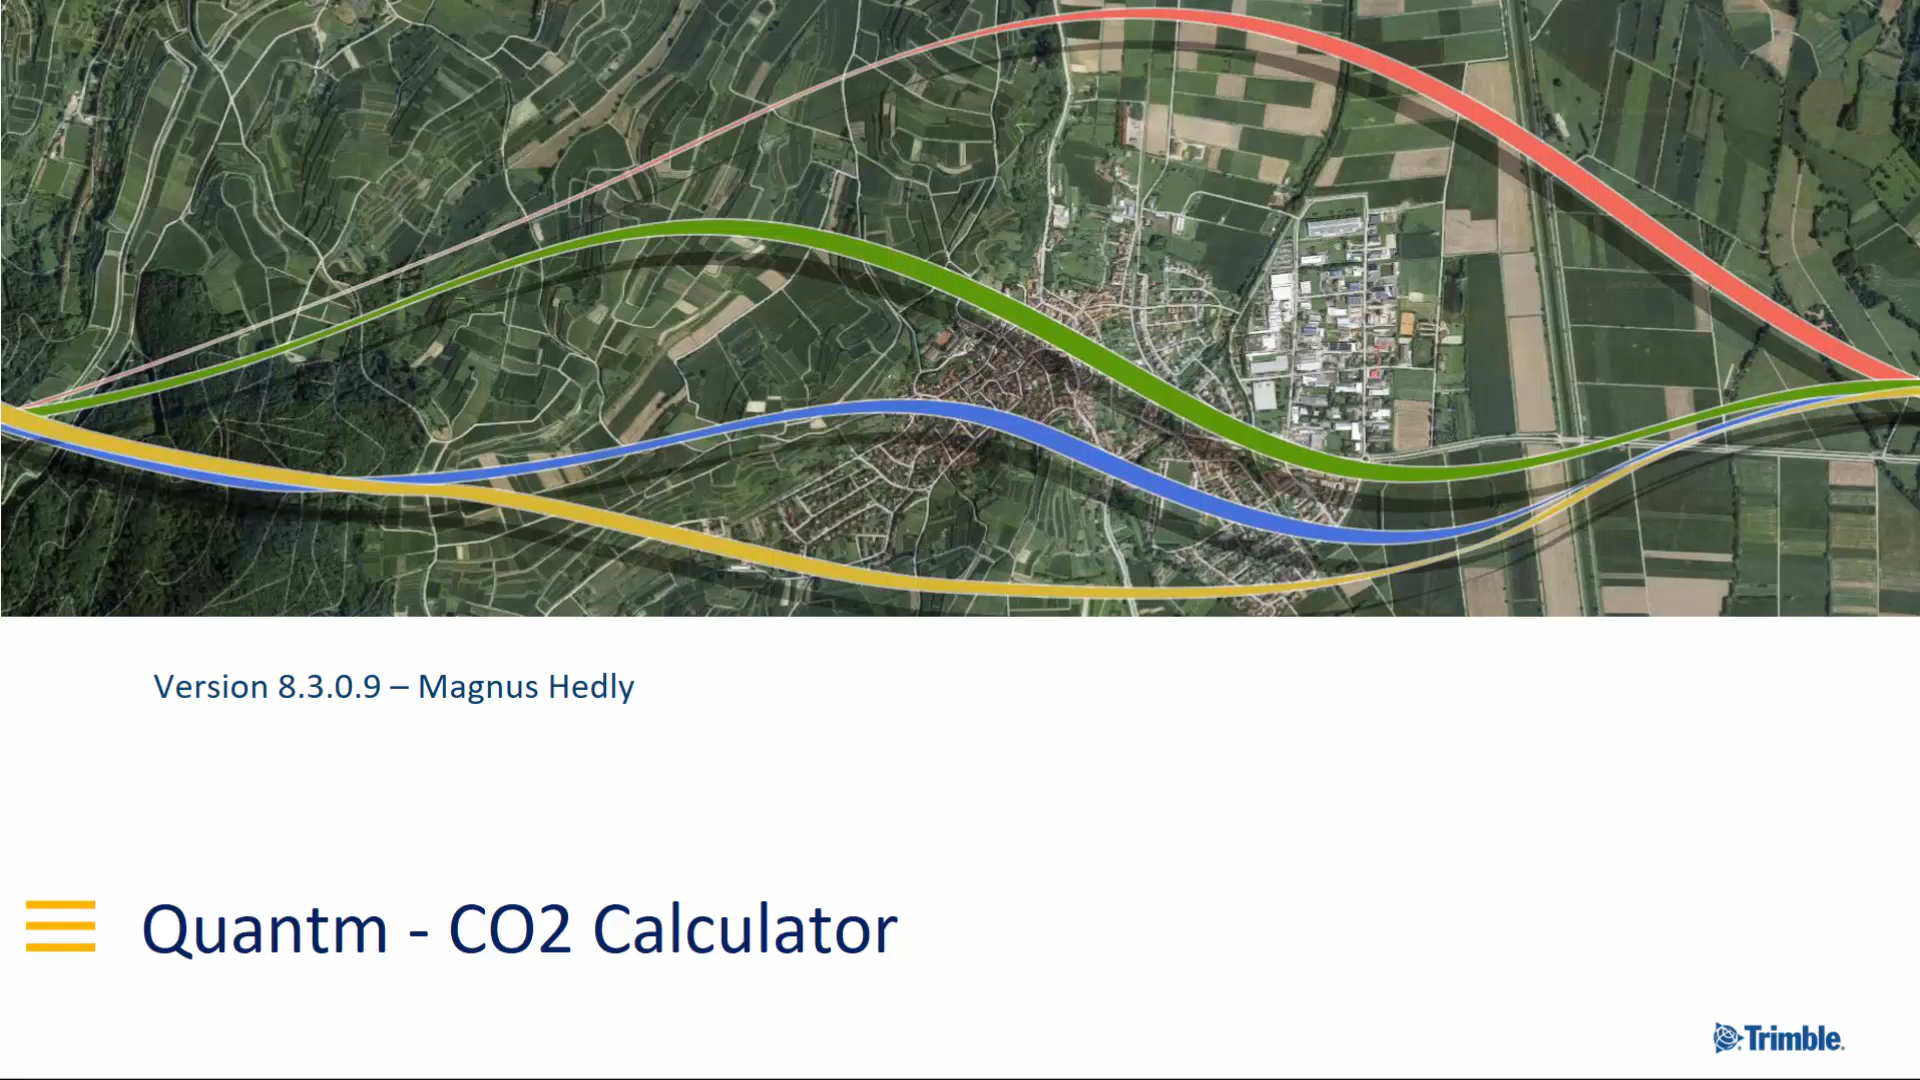 Version 8.3.0.9 – Magnus Hedly
Quantm - CO2 Calculator
Trimble.